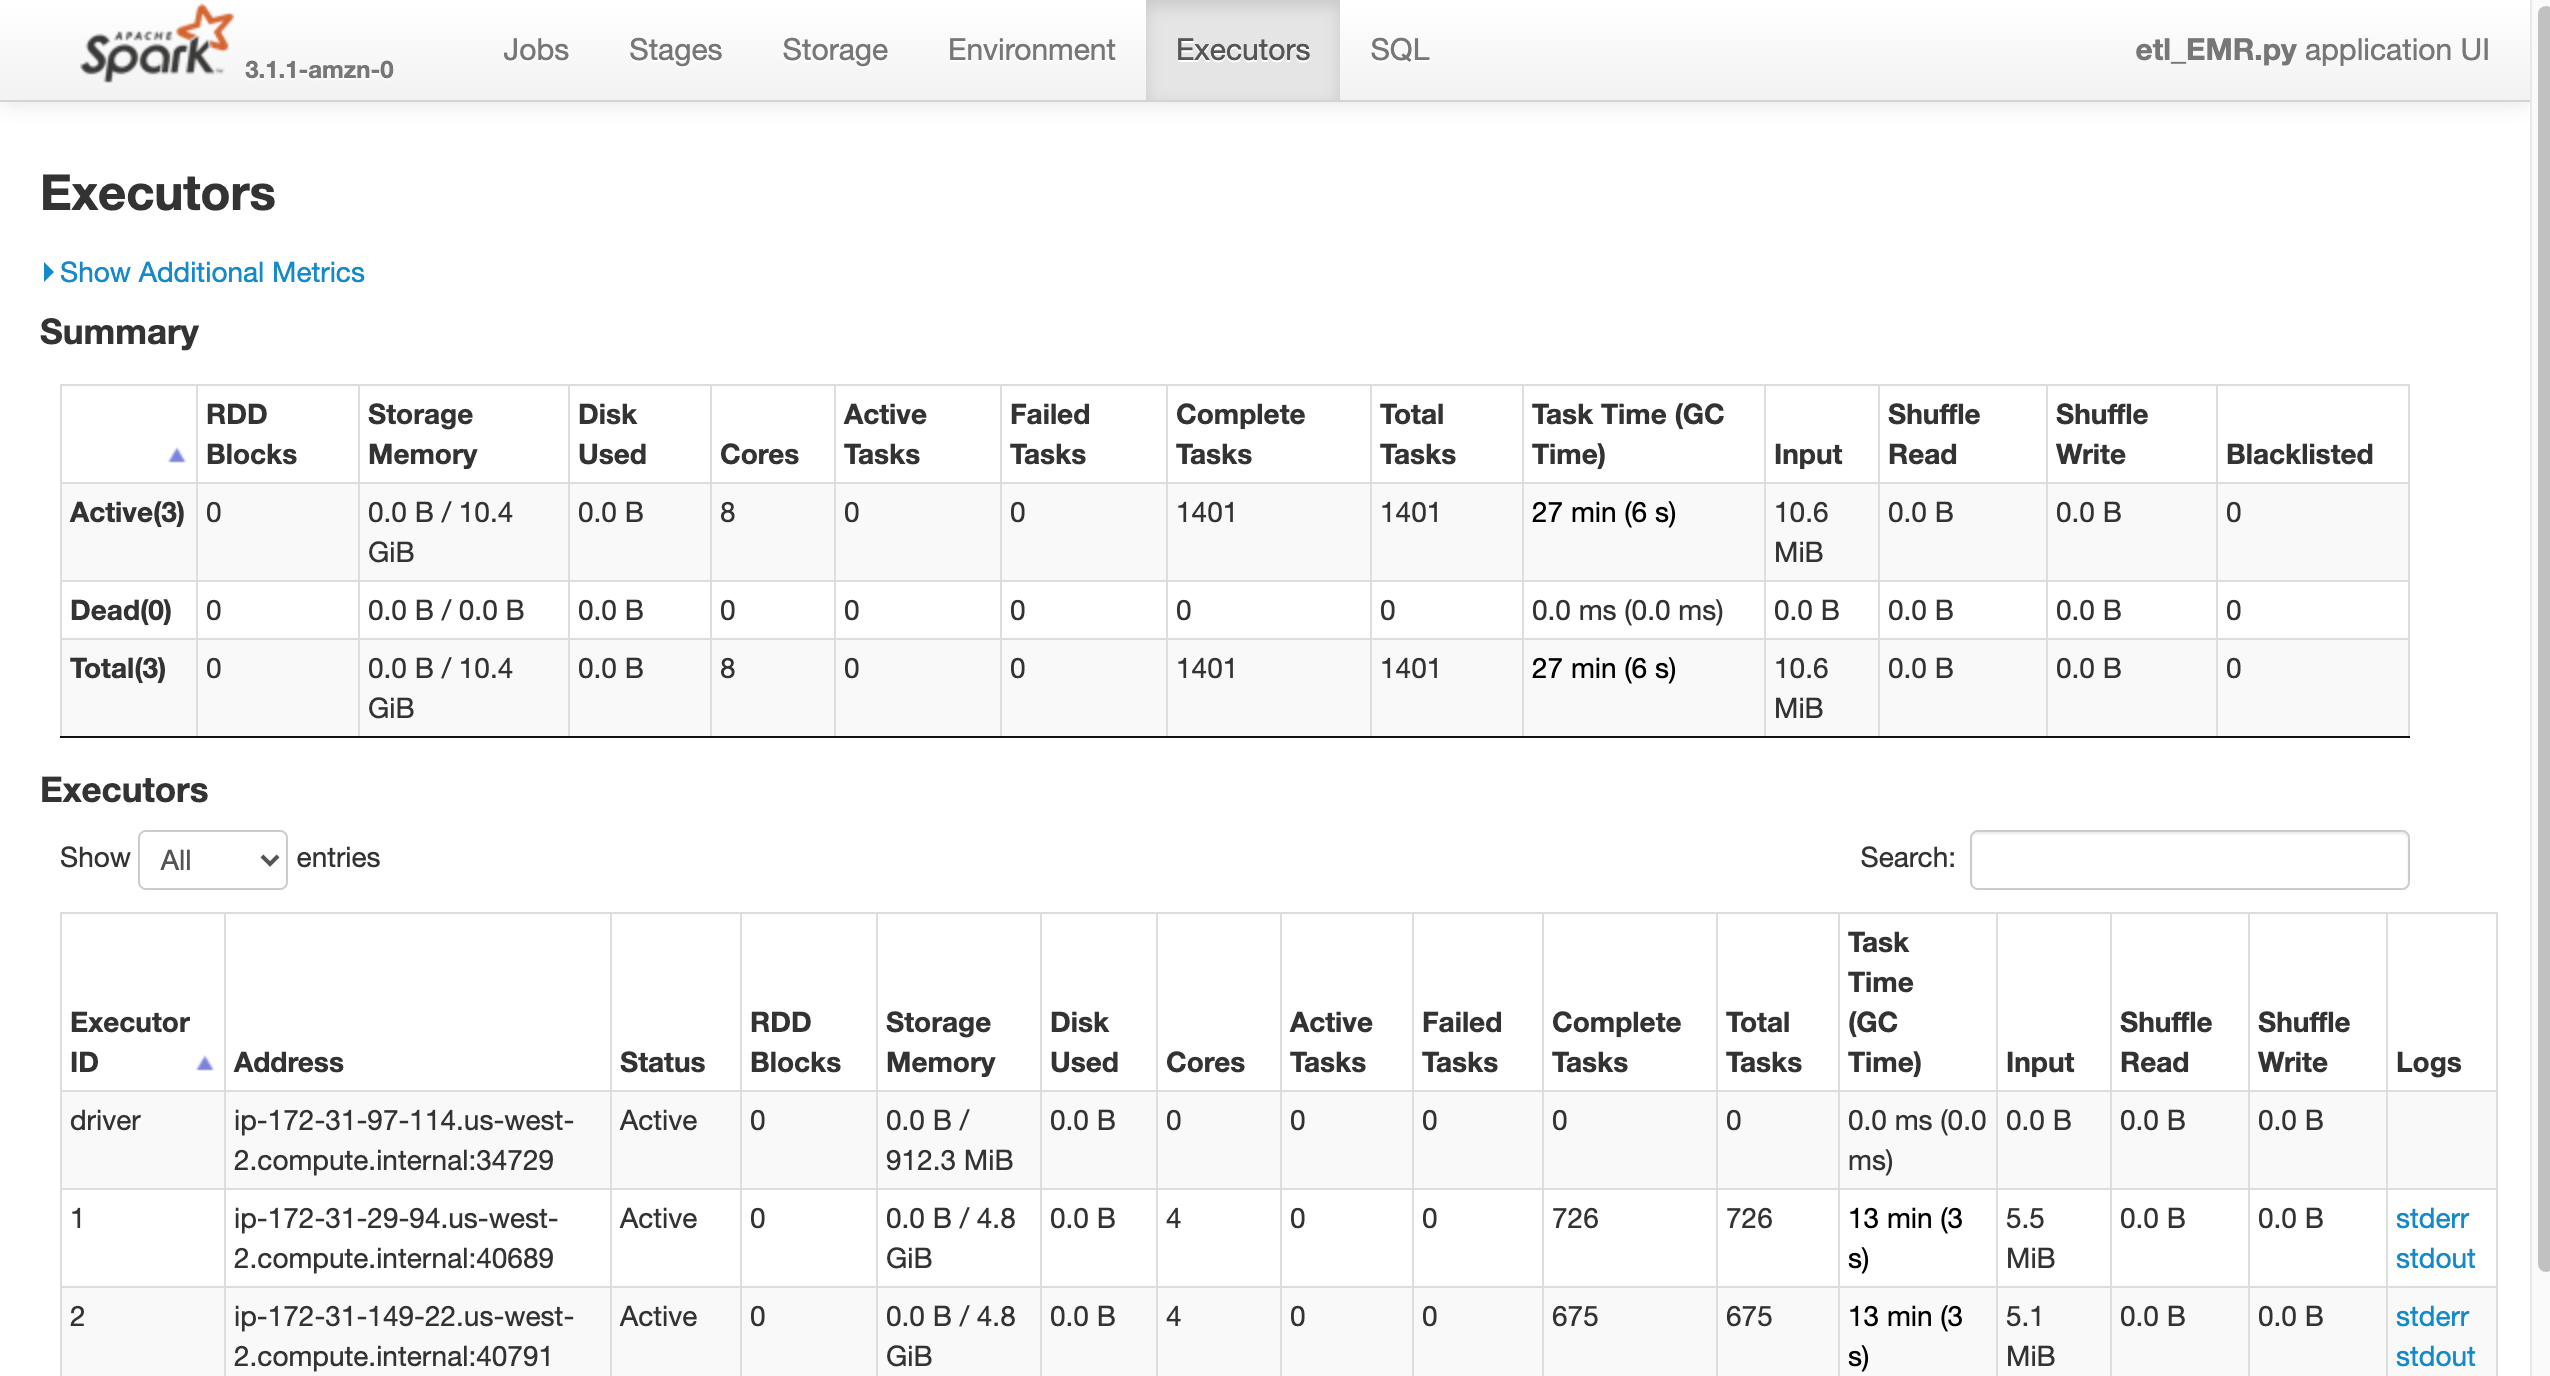 APACHE
Spark 3.1.1-amzn-0 Jobs Stages Storage Environment Executors SQL etl_EMR.py application UI
Executors
Show Additional Metrics
Summary
RDD Blocks Storage Memory Disk Used Cores Active Tasks Failed Tasks Complete Tasks Total Tasks Task Time (GC Time) Input Shuffle Read Shuffle Write Blacklisted
Active(3) 0 0.0 B / 10.4 GiB 0.0 B 8 0 0 1401 1401 27 min (6 s) 10.6 MiB 0.0 B 0.0 B 0
Dead(0) 0 0.0 B / 0.0 B 0.0 B 0 0 0 0 0 0.0 ms (0.0 ms) 0.0 B 0.0 B 0.0 B 0
Total(3) 0 0.0 B / 10.4 GiB 0.0 B 8 0 0 1401 1401 27 min (6 s) 10.6 MiB 0.0 B 0.0 B 0
Executors
Show All entries Search:
Executor ID Address Status RDD Blocks Storage Memory Disk Used Cores Active Tasks Failed Tasks Complete Tasks Total Tasks Task Time (GC Time) Input Shuffle Read Shuffle Write Logs
driver ip-172-31-97-114.us-west-2.compute.internal:34729 Active 0 0.0 B / 912.3 MiB 0.0 B 0 0 0 0 0 0.0 ms (0.0 ms) 0.0 B 0.0 B 0.0 B
1 ip-172-31-29-94.us-west-2.compute.internal:40689 Active 0 0.0 B / 4.8 GiB 0.0 B 4 0 0 726 726 13 min (3 s) 5.5 MiB 0.0 B 0.0 B stderr stdout
2 ip-172-31-149-22.us-west-2.compute.internal:40791 Active 0 0.0 B / 4.8 GiB 0.0 B 4 0 0 675 675 13 min (3 s) 5.1 MiB 0.0 B 0.0 B stderr stdout